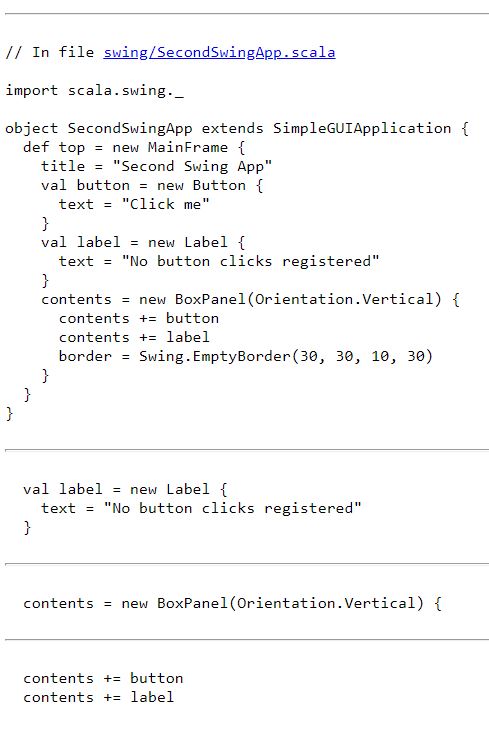 // In file swing/SecondSwingApp.scala
import scala.swing._
object SecondSwingApp extends SimpleGUIApplication {
  def top = new MainFrame {
    title = "Second Swing App"
    val button = new Button {
      text = "Click me"
    }
    val label = new Label {
      text = "No button clicks registered"
    }
    contents = new BoxPanel(Orientation.Vertical) {
      contents += button
      contents += label
      border = Swing.EmptyBorder(30, 30, 10, 30)
    }
  }
}
  val label = new Label {
    text = "No button clicks registered"
  }
  contents = new BoxPanel(Orientation.Vertical) {
  contents += button
  contents += label